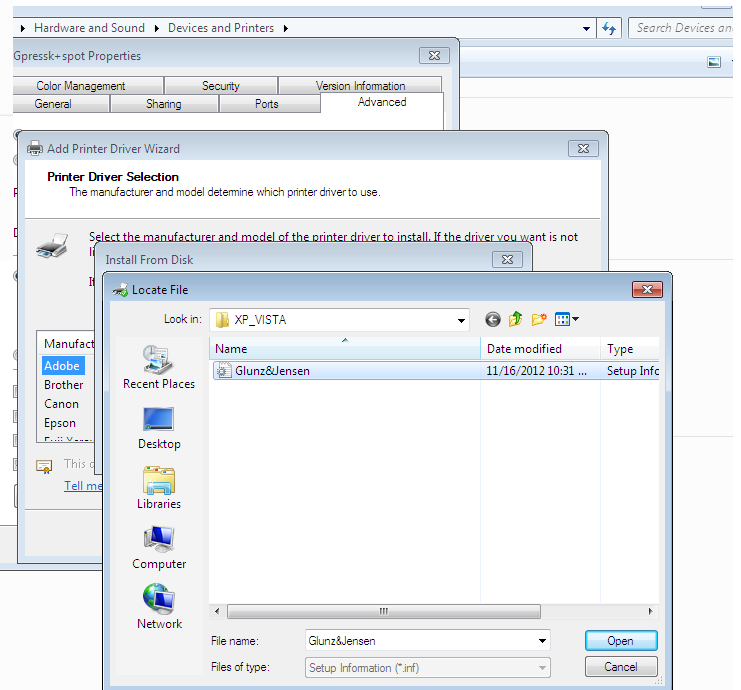 Hardware and Sound Devices and Printers Search Devices an
Gpressk+spot Properties
Color Management Security Version Information
General Sharing Ports Advanced
Add Printer Driver Wizard
Printer Driver Selection
The manufacturer and model determine which printer driver to use.
Select the manufacturer and model of the printer driver to install. If the driver you want is not
Install From Disk
If
Locate File
Look in: XP_VISTA
Manufact
Name Date modified Type
Adobe
Glunz&Jensen 11/16/2012 10:31 ... Setup Info
Brother
Canon
Epson
Recent Places
Desktop
This
Tell me
Libraries
Computer
Network
File name: Glunz&Jensen Open
Files of type: Setup Information (*.inf) Cancel